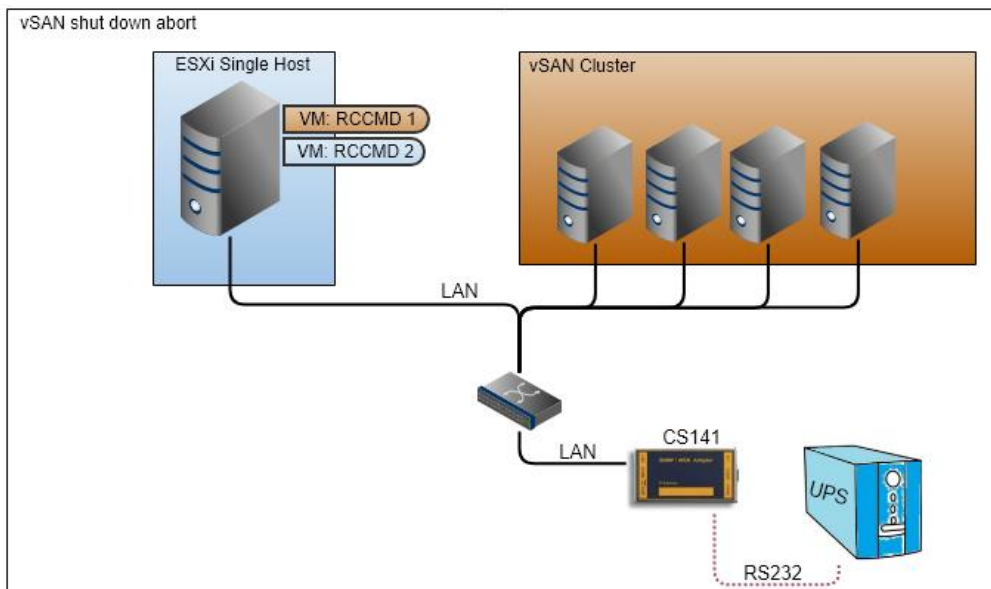 vSAN shut down abort
ESXi Single Host
vSAN Cluster
VM: RCCMD 1
VM: RCCMD 2
LAN
CS141
LAN
UPS
RS232